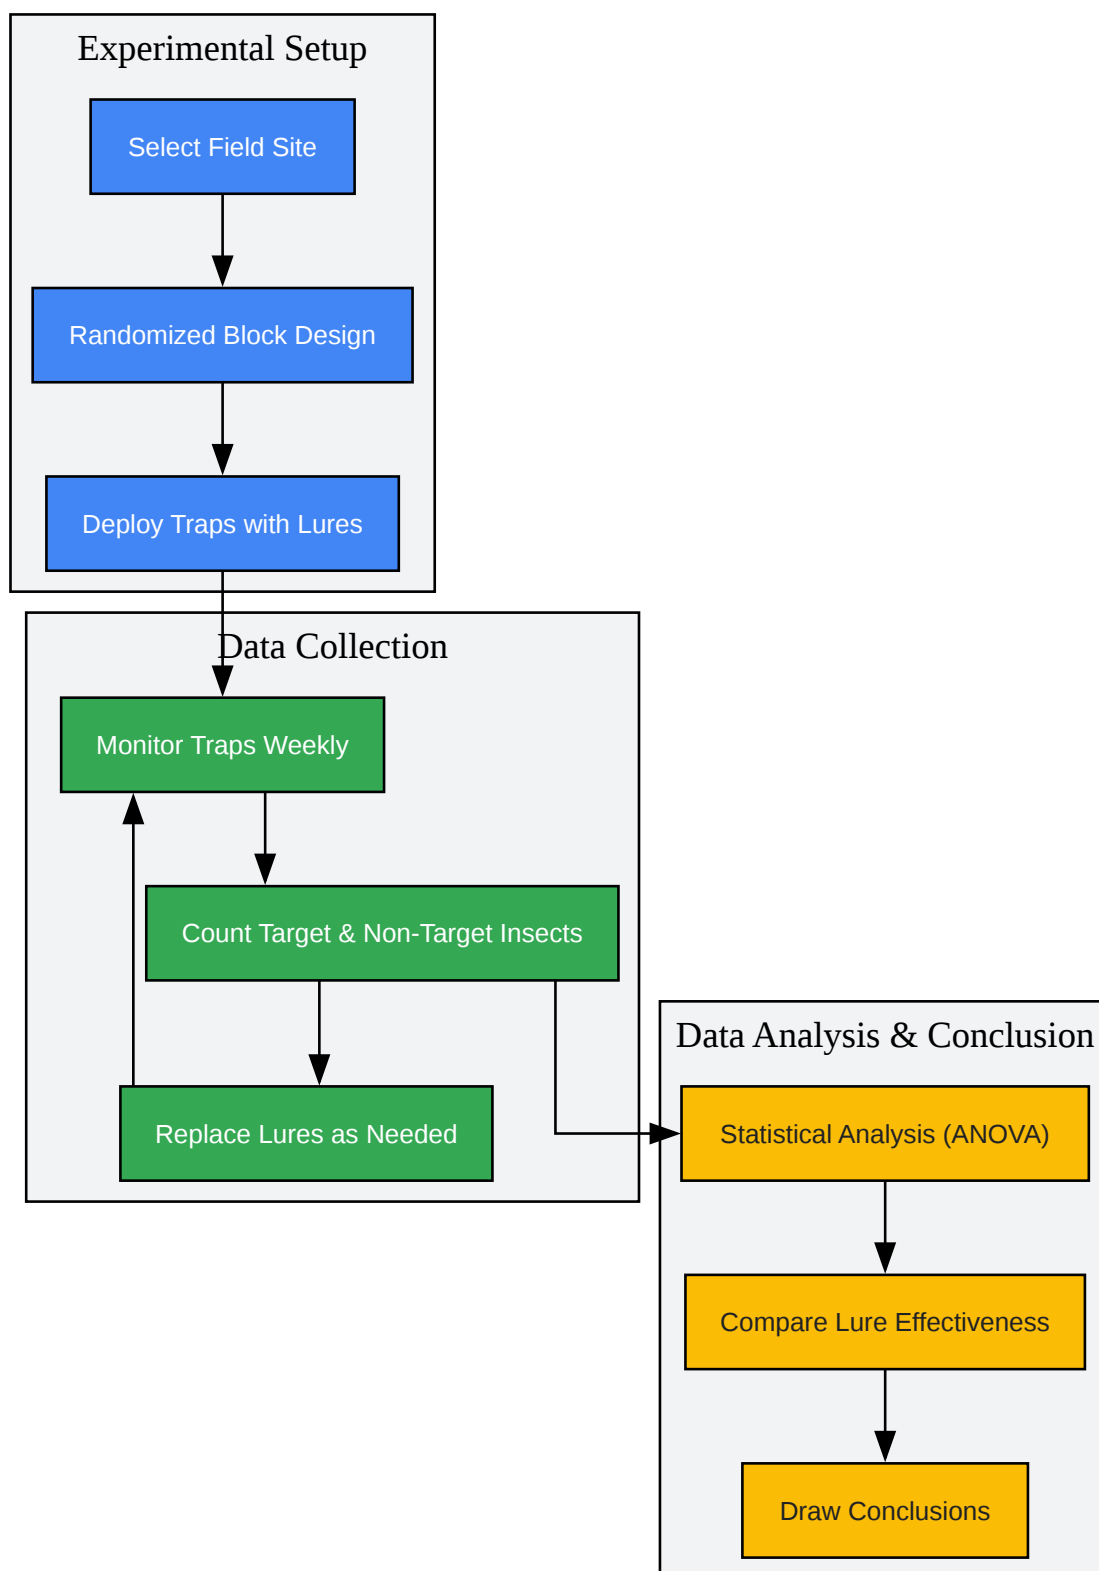 Experimental Setup
Select Field Site
Randomized Block Design
Deploy Traps with Lures
Data Collection
Monitor Traps Weekly
Count Target & Non-Target Insects
Replace Lures as Needed
Data Analysis & Conclusion
Statistical Analysis (ANOVA)
Compare Lure Effectiveness
Draw Conclusions